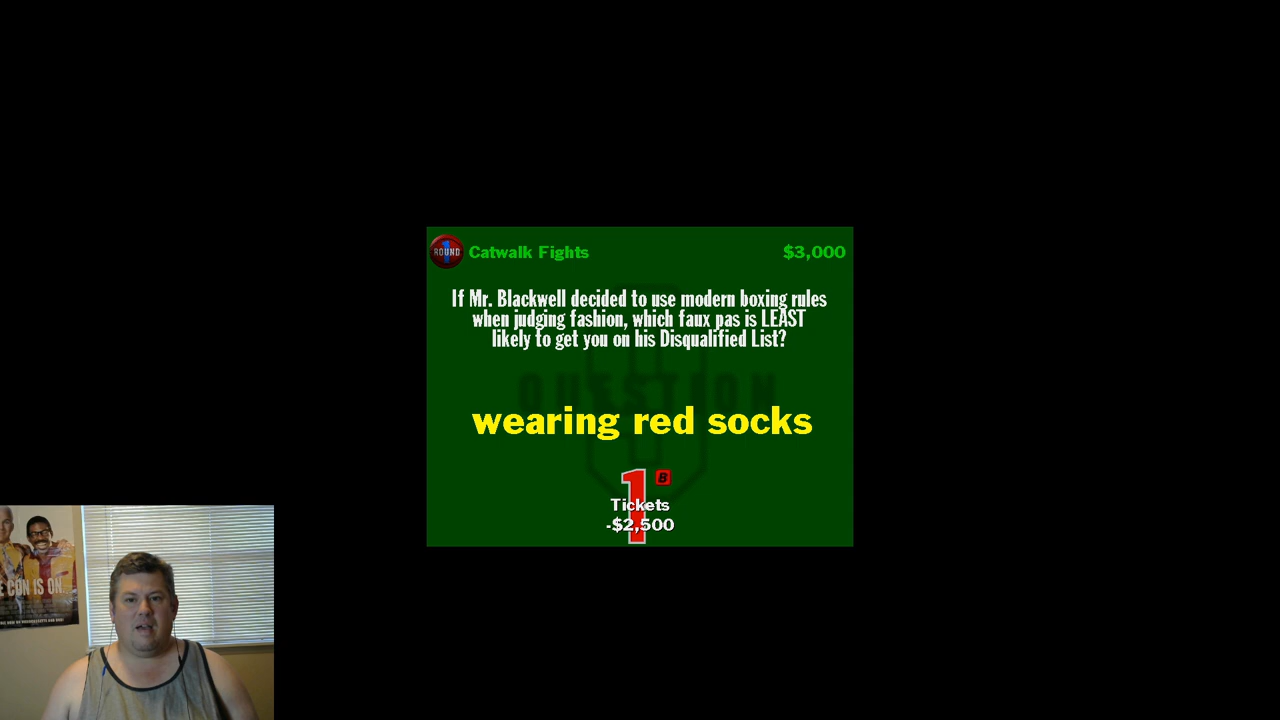 ROUND 1
Catwalk Fights
$3,000
If Mr. Blackwell decided to use modern boxing rules
when judging fashion, which faux pas is LEAST
likely to get you on his Disqualified List?
QUESTION
wearing red socks
1
B
Tickets
-$2,500
E CON IS ON